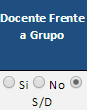 Docente Frente
a Grupo
Si No
S/D